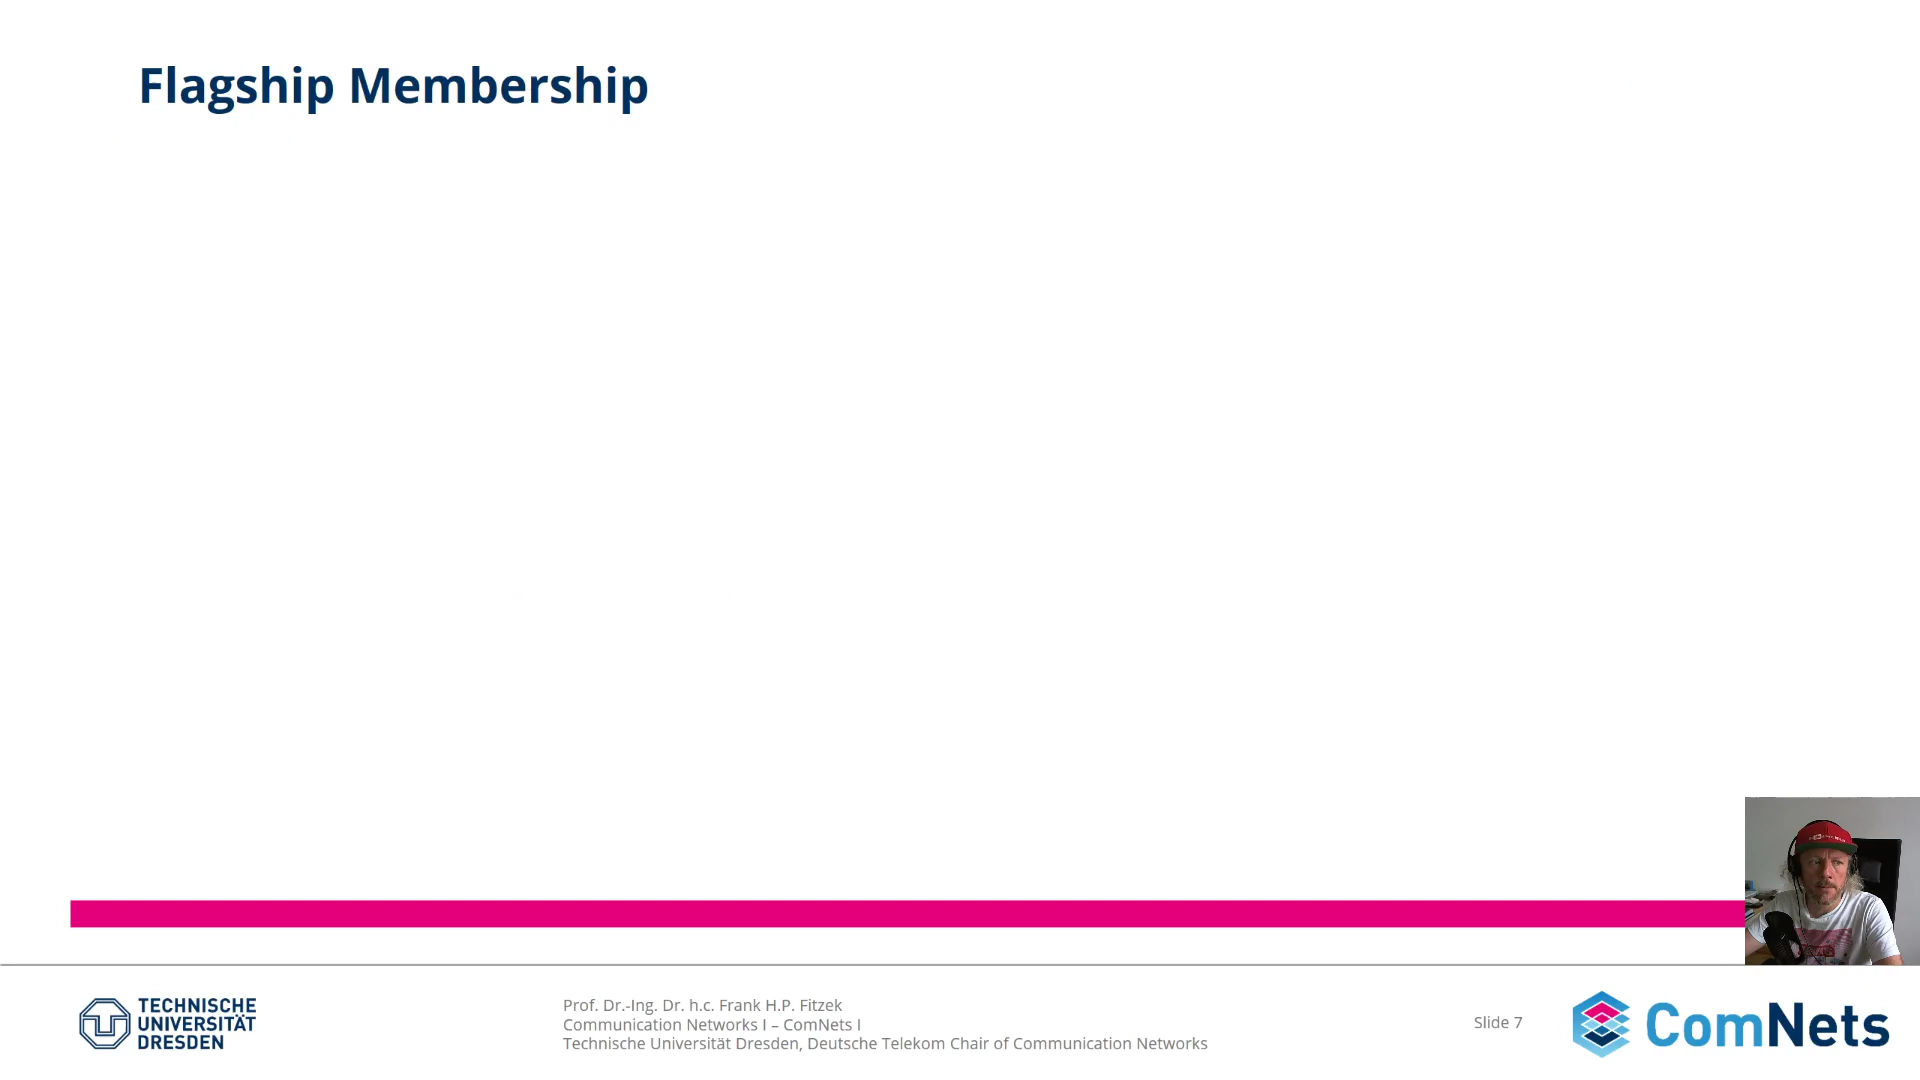 Flagship Membership
TECHNISCHE
UNIVERSITÄT
DRESDEN
Prof. Dr.-Ing. Dr. h.c. Frank H.P. Fitzek
Communication Networks I – ComNets I
Technische Universität Dresden, Deutsche Telekom Chair of Communication Networks
Slide 7
ComNets